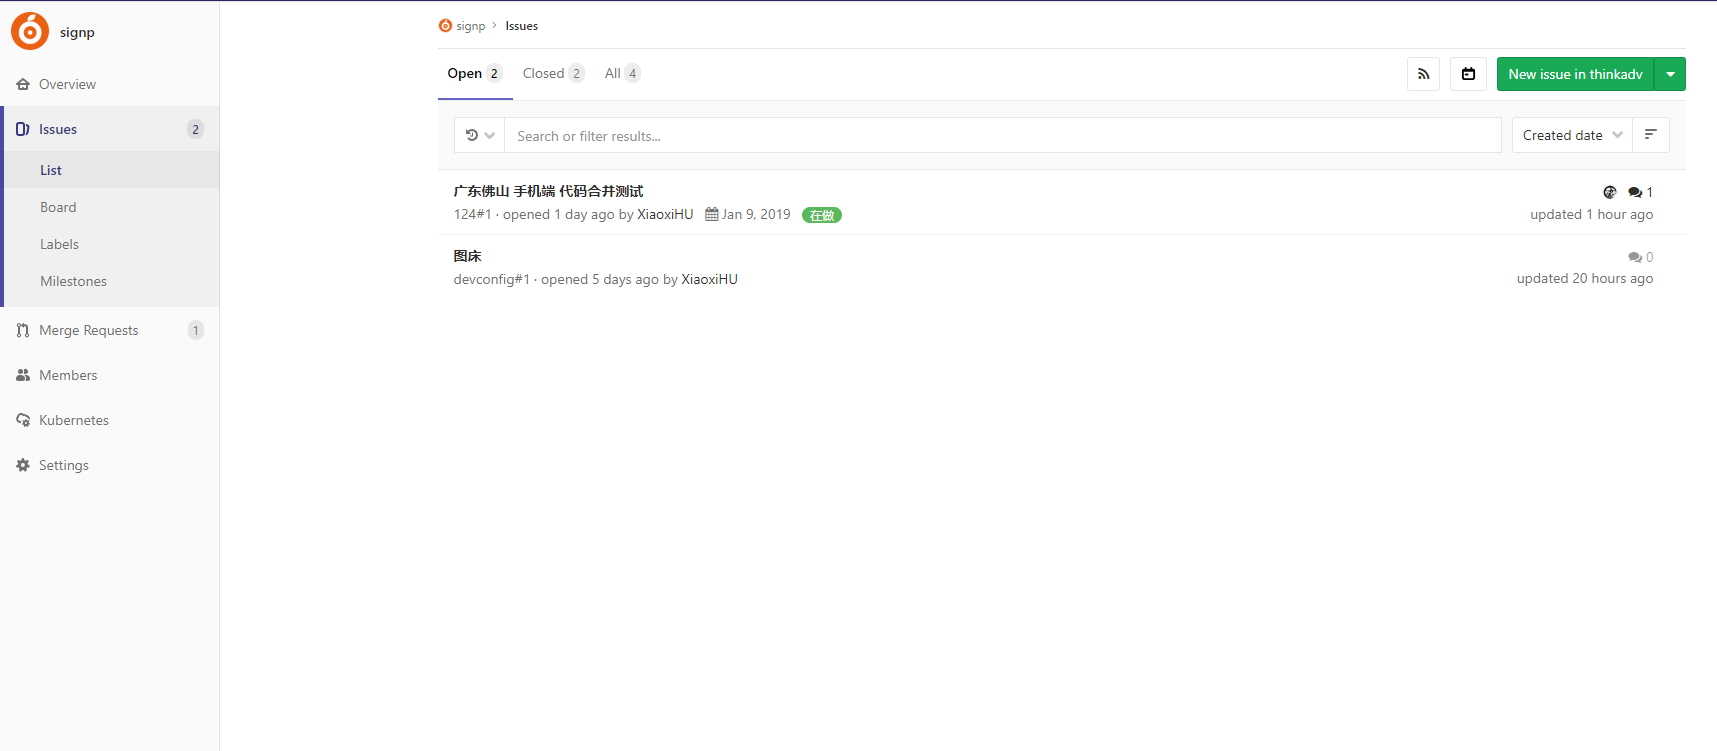 signp
Overview
Issues 2
List
Board
Labels
Milestones
Merge Requests 1
Members
Kubernetes
Settings
signp › Issues
Open 2 Closed 2 All 4
New issue in thinkadv
Search or filter results...
Created date
广东佛山 手机端 代码合并测试
1
124#1 · opened 1 day ago by XiaoxiHU Jan 9, 2019 在做
updated 1 hour ago
图床
0
devconfig#1 · opened 5 days ago by XiaoxiHU
updated 20 hours ago